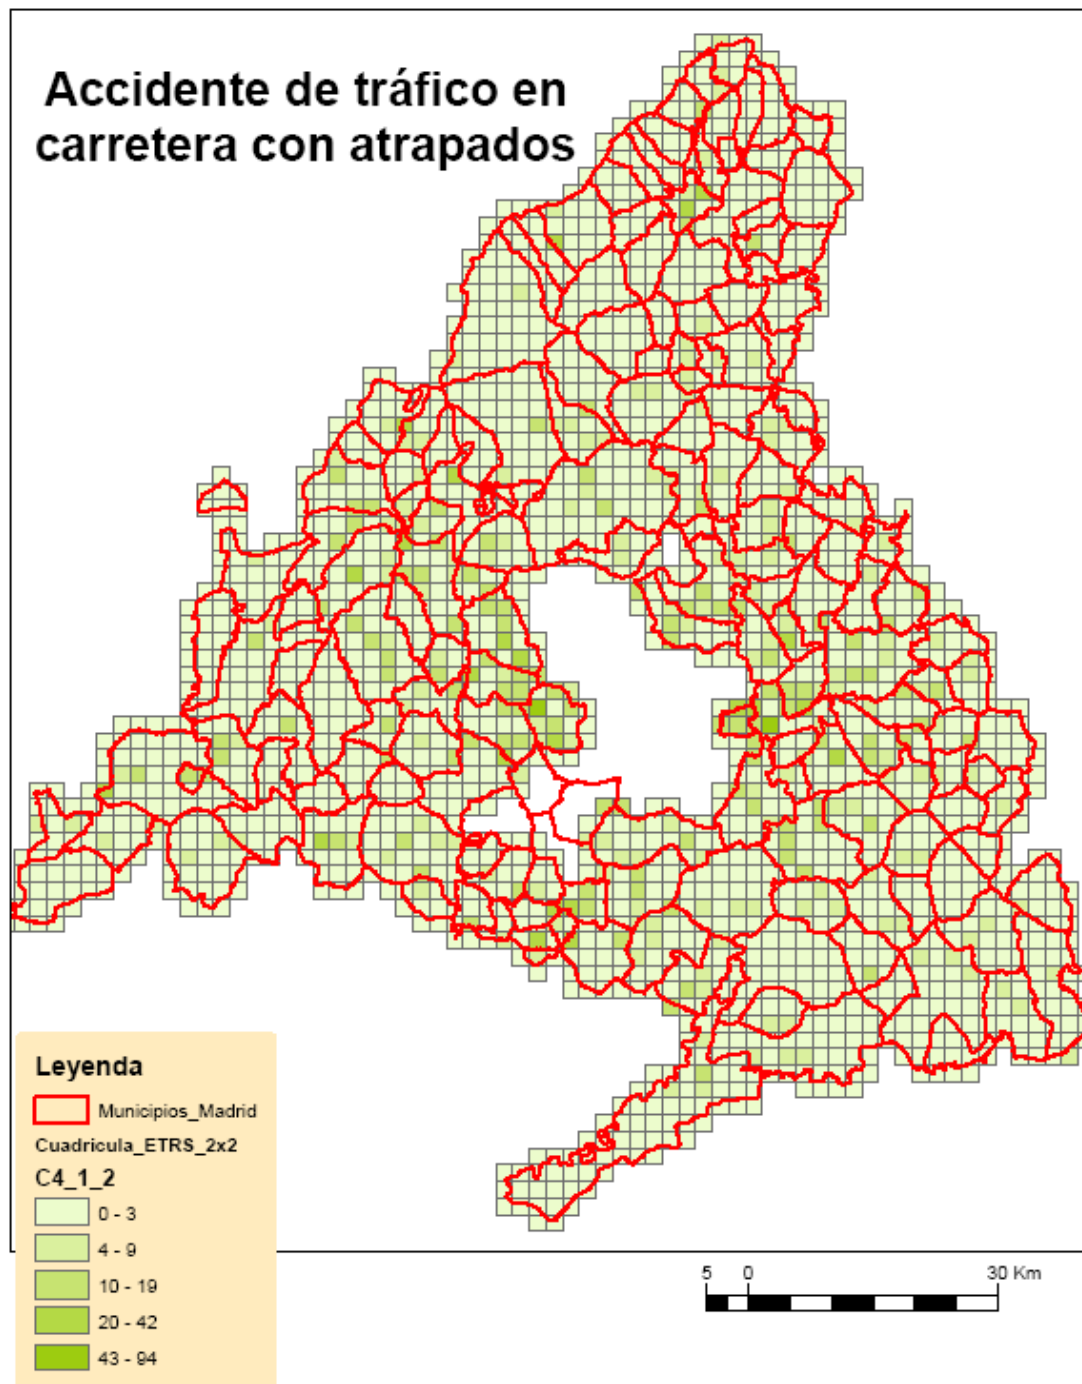 Accidente de tráfico en
carretera con atrapados
Leyenda
Municipios_Madrid
Cuadricula_ETRS_2x2
C4_1_2
0 - 3
4 - 9
10 - 19
20 - 42
43 - 94
5 0 30 Km